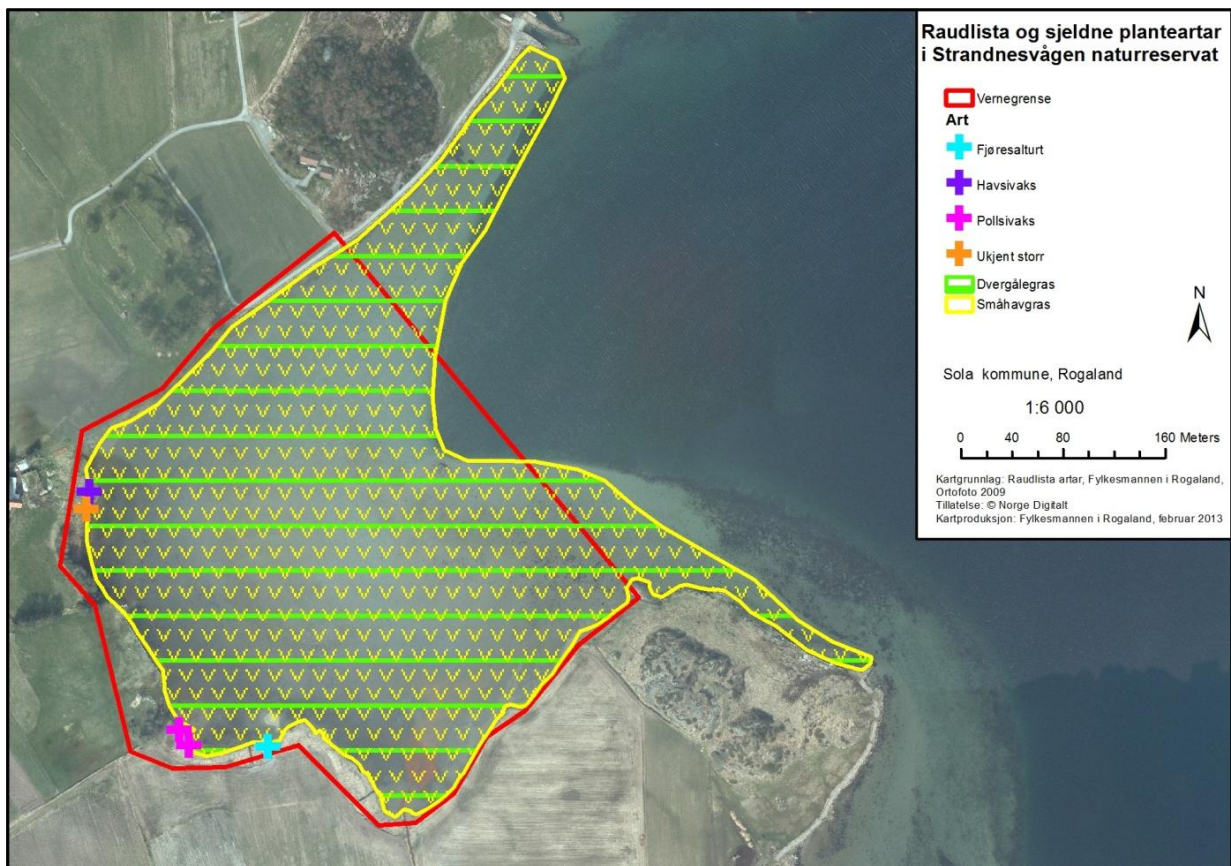 Raudlista og sjeldne planteartar
i Strandnesvågen naturreservat
Vernegrense
Art
Fjøresalturt
Havsivaks
Pollsivaks
Ukjent storr
Dvergålegras
Småhavgras
N
Sola kommune, Rogaland
1:6 000
0 40 80 160 Meters
Kartgrunnlag: Raudlista artar, Fylkesmannen i Rogaland,
Ortofoto 2009
Tillatelse: © Norge Digitalt
Kartproduksjon: Fylkesmannen i Rogaland, februar 2013